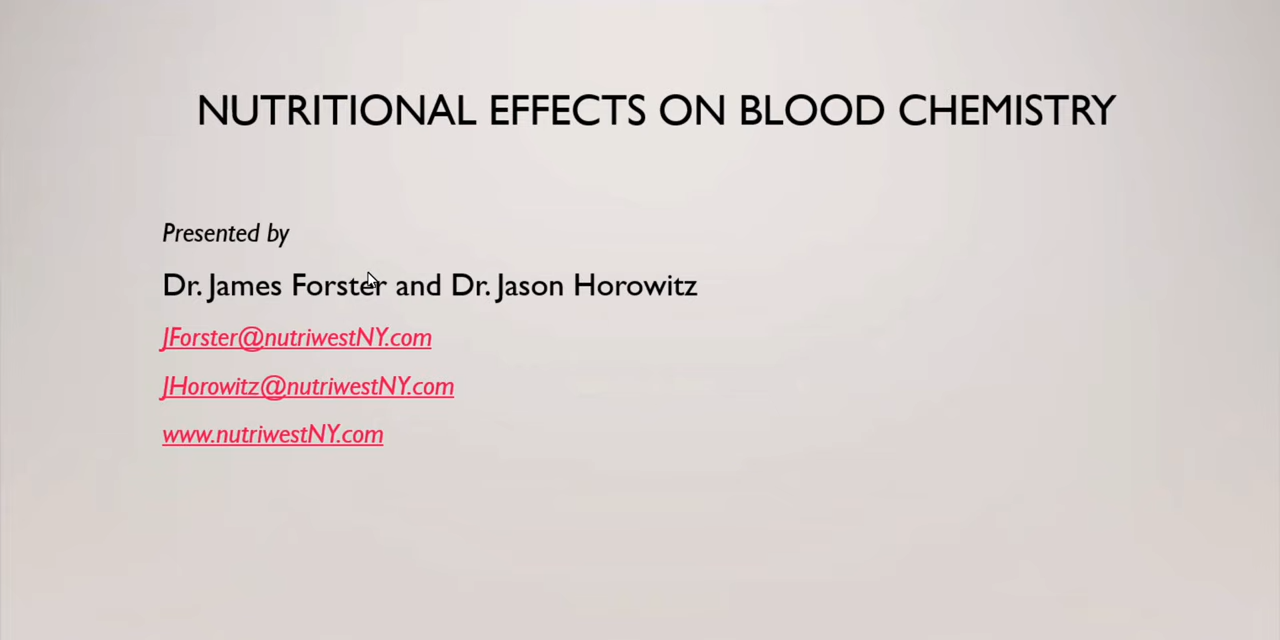 NUTRITIONAL EFFECTS ON BLOOD CHEMISTRY
Presented by
Dr. James Forster and Dr. Jason Horowitz
JForster@nutriwestNY.com
JHorowitz@nutriwestNY.com
www.nutriwestNY.com